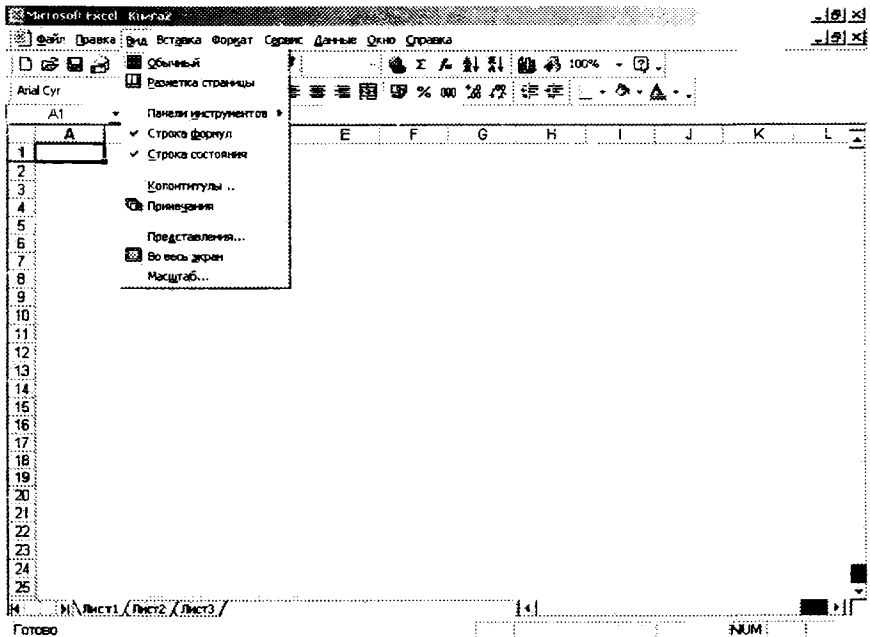 Microsoft Excel - Книга2
Файл Правка Вид Вставка Формат Сервис Данные Окно Справка
100%
Arial Cyr
% 000
A1
Обычный
Разметка страницы
Панели инструментов
Строка формул
Строка состояния
Колонтитулы ..
Примечания
Представления...
Во весь экран
Масштаб...
A E F G H I J K L
1
2
3
4
5
6
7
8
9
10
11
12
13
14
15
16
17
18
19
20
21
22
23
24
25
Лист1 Лист2 Лист3
Готово NUM